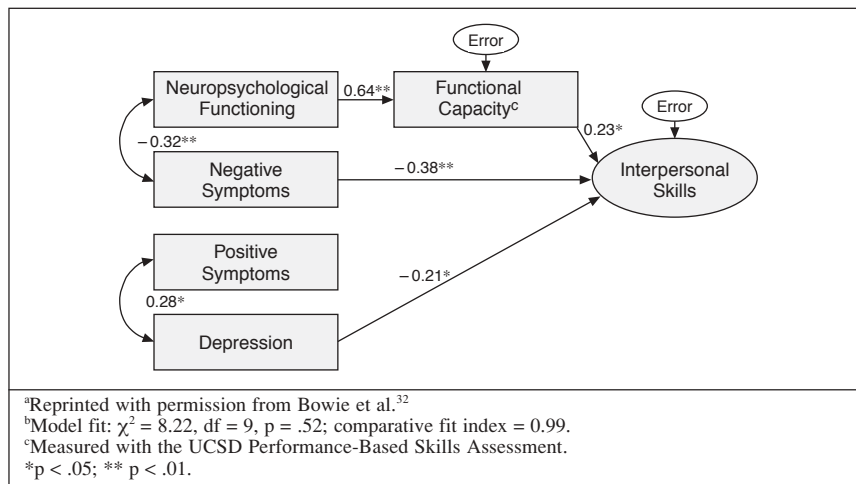 Error
Neuropsychological
Functioning
0.64**
Functional
Capacityᶜ
Error
0.23*
– 0.32**
Negative
Symptoms
– 0.38**
Interpersonal
Skills
Positive
Symptoms
– 0.21*
0.28*
Depression
ᵃReprinted with permission from Bowie et al.³²
ᵇModel fit: χ² = 8.22, df = 9, p = .52; comparative fit index = 0.99.
ᶜMeasured with the UCSD Performance-Based Skills Assessment.
*p < .05; ** p < .01.